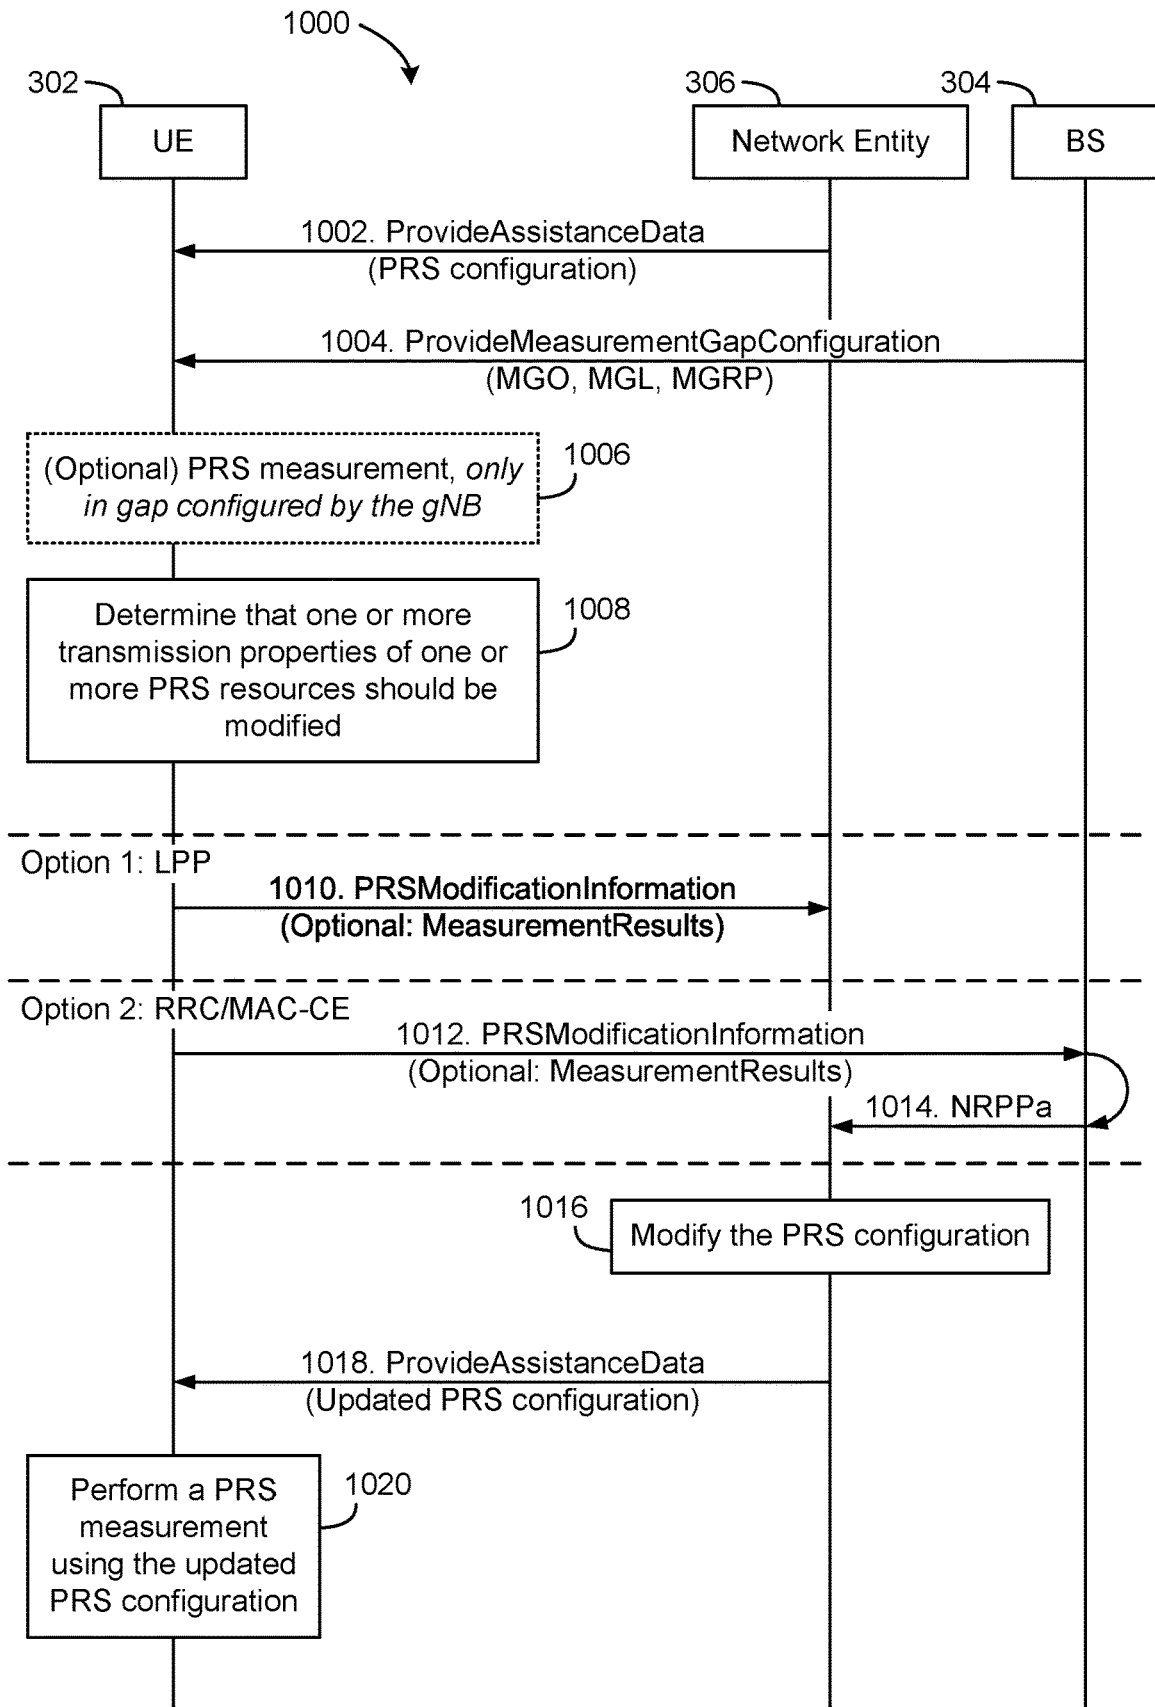 1000
302
306
304
UE
Network Entity
BS
1002. ProvideAssistanceData
(PRS configuration)
1004. ProvideMeasurementGapConfiguration
(MGO, MGL, MGRP)
(Optional) PRS measurement, only
in gap configured by the gNB
1006
Determine that one or more
transmission properties of one or
more PRS resources should be
modified
1008
Option 1: LPP
1010. PRSModificationInformation
(Optional: MeasurementResults)
Option 2: RRC/MAC-CE
1012. PRSModificationInformation
(Optional: MeasurementResults)
1014. NRPPa
1016
Modify the PRS configuration
1018. ProvideAssistanceData
(Updated PRS configuration)
Perform a PRS
measurement
using the updated
PRS configuration
1020